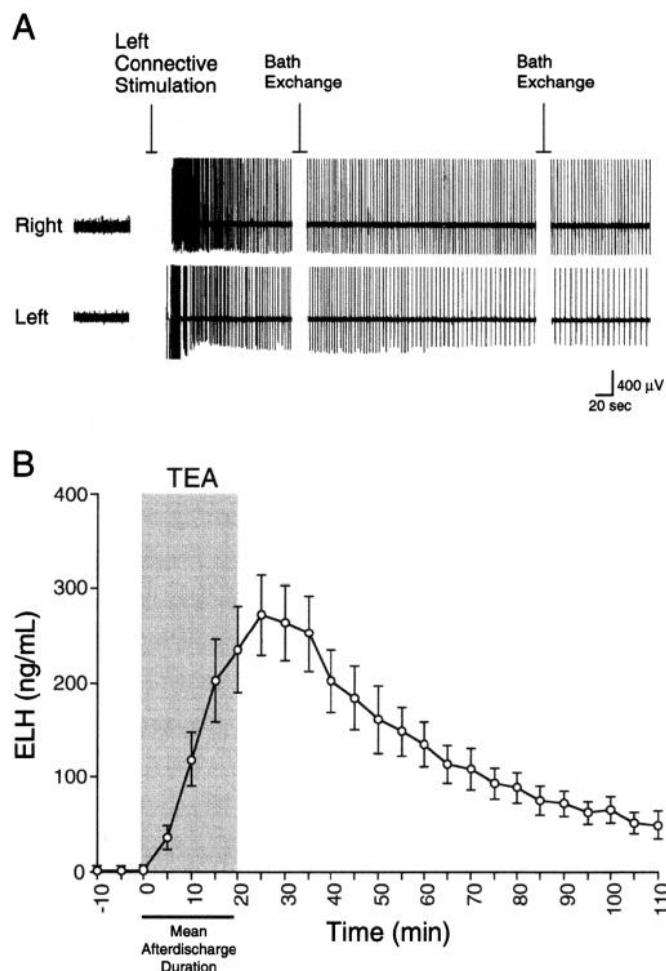 A
Left
Connective
Stimulation
Bath
Exchange
Bath
Exchange
Right
Left
400 µV
20 sec
B
TEA
400
300
200
100
0
ELH (ng/mL)
-10 0 10 20 30 40 50 60 70 80 90 100 110
Mean
Afterdischarge
Duration
Time (min)